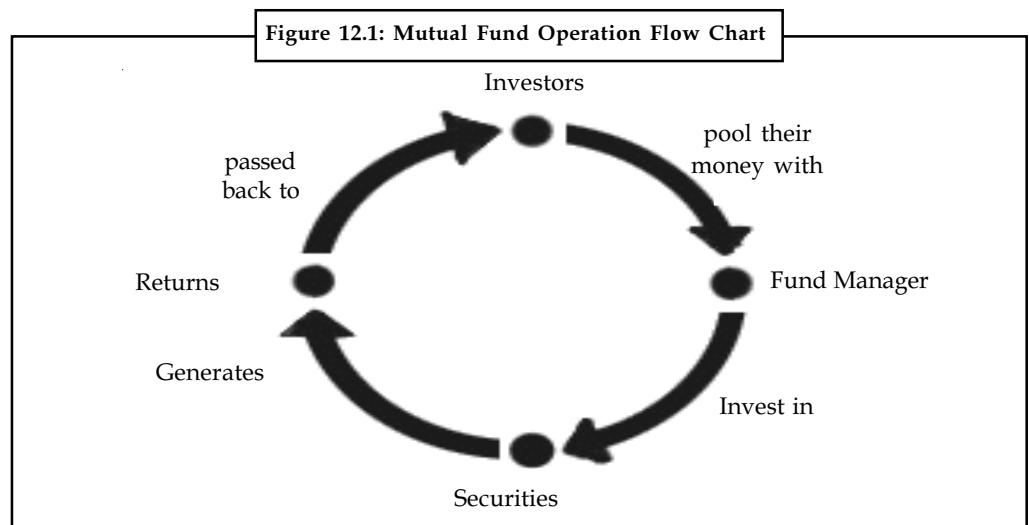 Figure 12.1: Mutual Fund Operation Flow Chart
Investors
pool their
money with
passed
back to
Returns
Fund Manager
Generates
Invest in
Securities